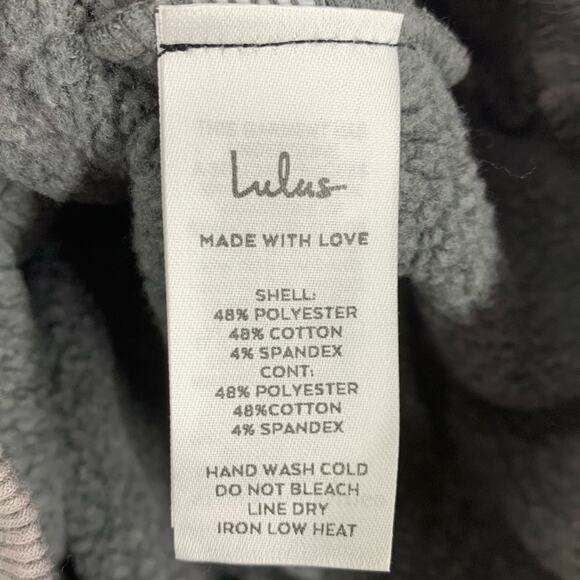 Lulus
MADE WITH LOVE
SHELL:
48% POLYESTER
48% COTTON
4% SPANDEX
CONT:
48% POLYESTER
48%COTTON
4% SPANDEX
HAND WASH COLD
DO NOT BLEACH
LINE DRY
IRON LOW HEAT